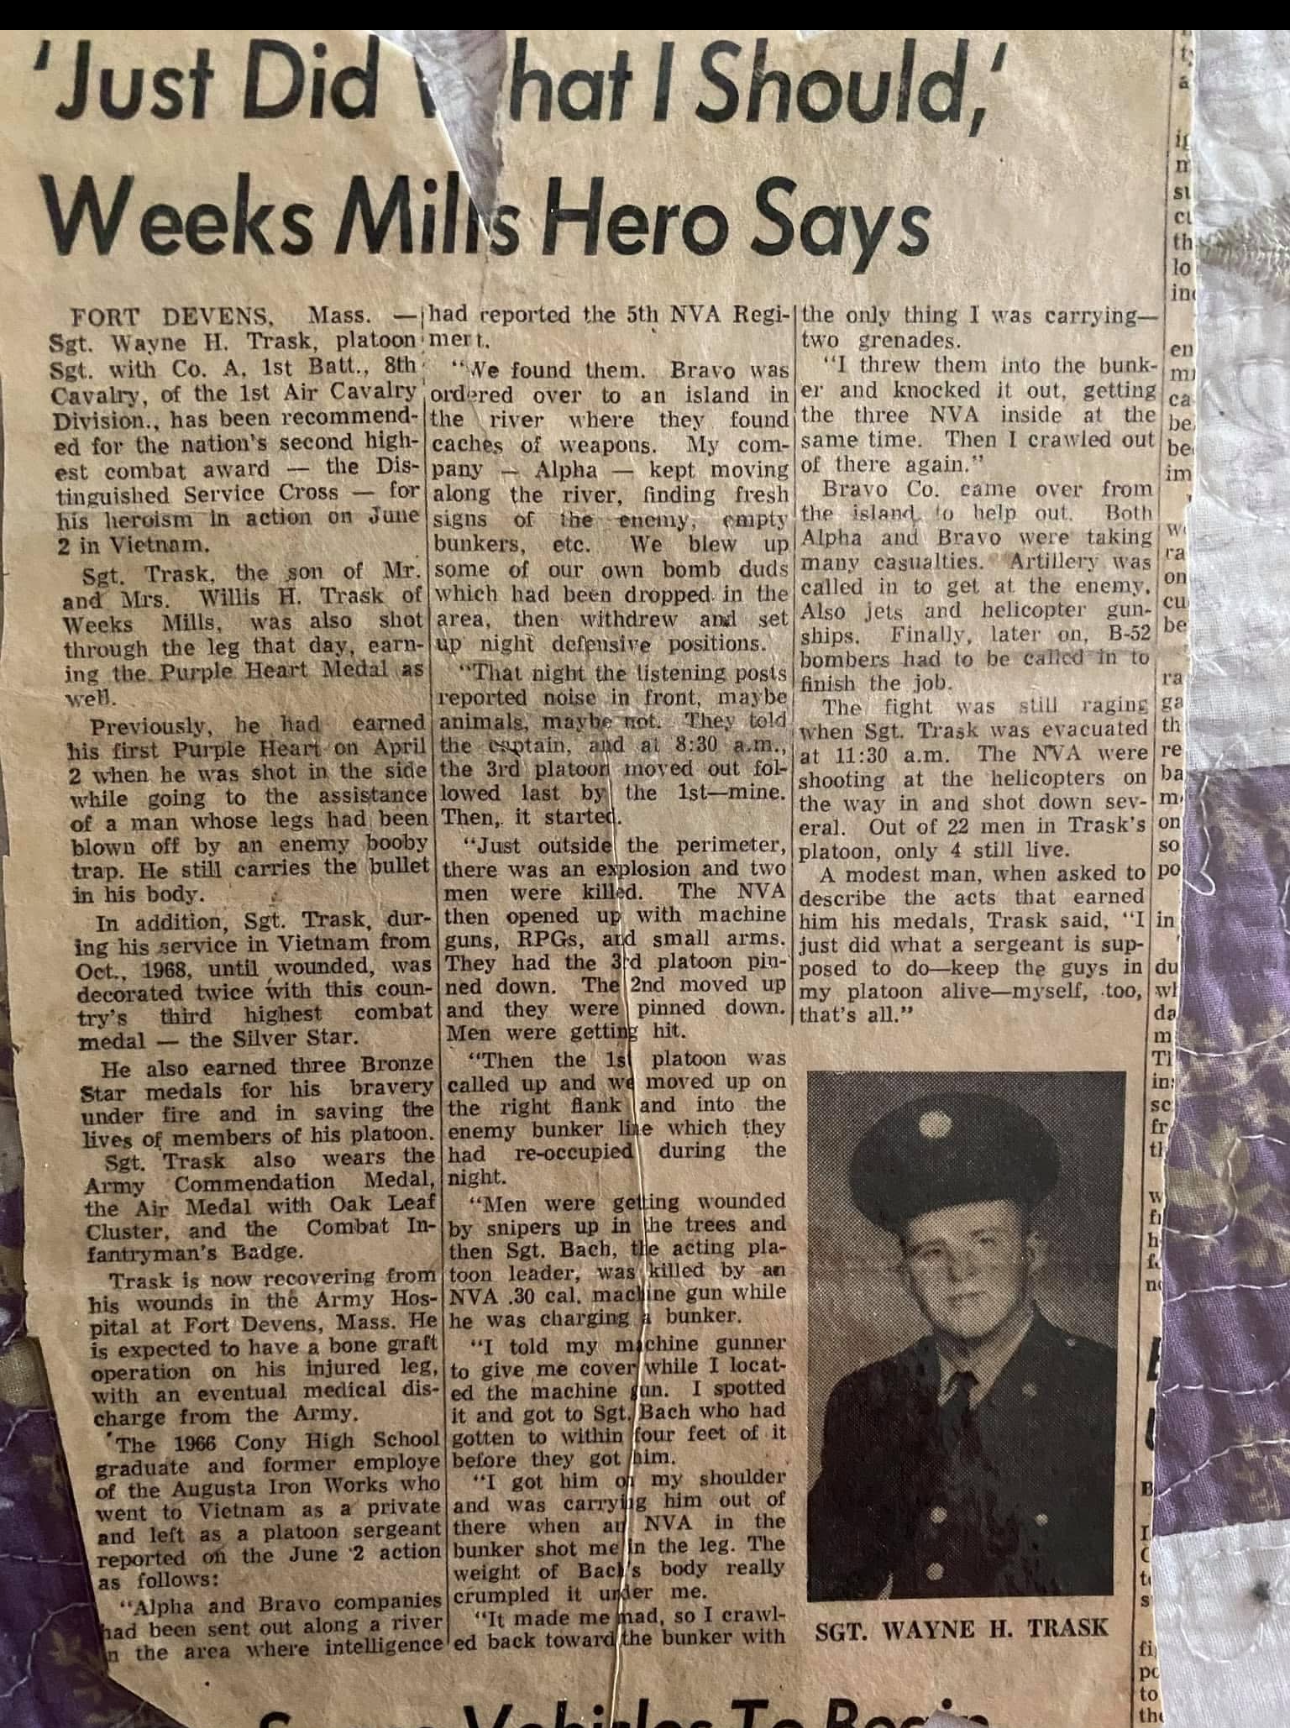 'Just Did What I Should,'
Weeks Mills Hero Says
FORT DEVENS, Mass. —
Sgt. Wayne H. Trask, platoon
Sgt. with Co. A, 1st Batt., 8th
Cavalry, of the 1st Air Cavalry
Division., has been recommend-
ed for the nation's second high-
est combat award — the Dis-
tinguished Service Cross — for
his heroism in action on June
2 in Vietnam.
Sgt. Trask, the son of Mr.
and Mrs. Willis H. Trask of
Weeks Mills, was also shot
through the leg that day, earn-
ing the Purple Heart Medal as
well.
Previously, he had earned
his first Purple Heart on April
2 when he was shot in the side
while going to the assistance
of a man whose legs had been
blown off by an enemy booby
trap. He still carries the bullet
in his body.
In addition, Sgt. Trask, dur-
ing his service in Vietnam from
Oct., 1968, until wounded, was
decorated twice with this coun-
try's third highest combat
medal — the Silver Star.
He also earned three Bronze
Star medals for his bravery
under fire and in saving the
lives of members of his platoon.
Sgt. Trask also wears the
Army Commendation Medal,
the Air Medal with Oak Leaf
Cluster, and the Combat In-
fantryman's Badge.
Trask is now recovering from
his wounds in the Army Hos-
pital at Fort Devens, Mass. He
is expected to have a bone graft
operation on his injured leg,
with an eventual medical dis-
charge from the Army.
The 1966 Cony High School
graduate and former employe
of the Augusta Iron Works who
went to Vietnam as a private
and left as a platoon sergeant
reported on the June 2 action
as follows:
"Alpha and Bravo companies
had been sent out along a river
in the area where intelligence
had reported the 5th NVA Regi-
ment.
"We found them. Bravo was
ordered over to an island in
the river where they found
caches of weapons. My com-
pany — Alpha — kept moving
along the river, finding fresh
signs of the enemy, empty
bunkers, etc. We blew up
some of our own bomb duds
which had been dropped in the
area, then withdrew and set
up night defensive positions.
"That night the listening posts
reported noise in front, maybe
animals, maybe not. They told
the captain, and at 8:30 a.m.,
the 3rd platoon moved out fol-
lowed last by the 1st—mine.
Then, it started.
"Just outside the perimeter,
there was an explosion and two
men were killed. The NVA
then opened up with machine
guns, RPGs, and small arms.
They had the 3rd platoon pin-
ned down. The 2nd moved up
and they were pinned down.
Men were getting hit.
"Then the 1st platoon was
called up and we moved up on
the right flank and into the
enemy bunker line which they
had re-occupied during the
night.
"Men were getting wounded
by snipers up in the trees and
then Sgt. Bach, the acting pla-
toon leader, was killed by an
NVA .30 cal. machine gun while
he was charging a bunker.
"I told my machine gunner
to give me cover while I locat-
ed the machine gun. I spotted
it and got to Sgt. Bach who had
gotten to within four feet of it
before they got him.
"I got him on my shoulder
and was carrying him out of
there when an NVA in the
bunker shot me in the leg. The
weight of Bach's body really
crumpled it under me.
"It made me mad, so I crawl-
ed back toward the bunker with
the only thing I was carrying—
two grenades.
"I threw them into the bunk-
er and knocked it out, getting
the three NVA inside at the
same time. Then I crawled out
of there again."
Bravo Co. came over from
the island to help out. Both
Alpha and Bravo were taking
many casualties. Artillery was
called in to get at the enemy.
Also jets and helicopter gun-
ships. Finally, later on, B-52
bombers had to be called in to
finish the job.
The fight was still raging
when Sgt. Trask was evacuated
at 11:30 a.m. The NVA were
shooting at the helicopters on
the way in and shot down sev-
eral. Out of 22 men in Trask's
platoon, only 4 still live.
A modest man, when asked to
describe the acts that earned
him his medals, Trask said, "I
just did what a sergeant is sup-
posed to do—keep the guys in
my platoon alive—myself, too,
that's all."
SGT. WAYNE H. TRASK
Vehicles To Begin